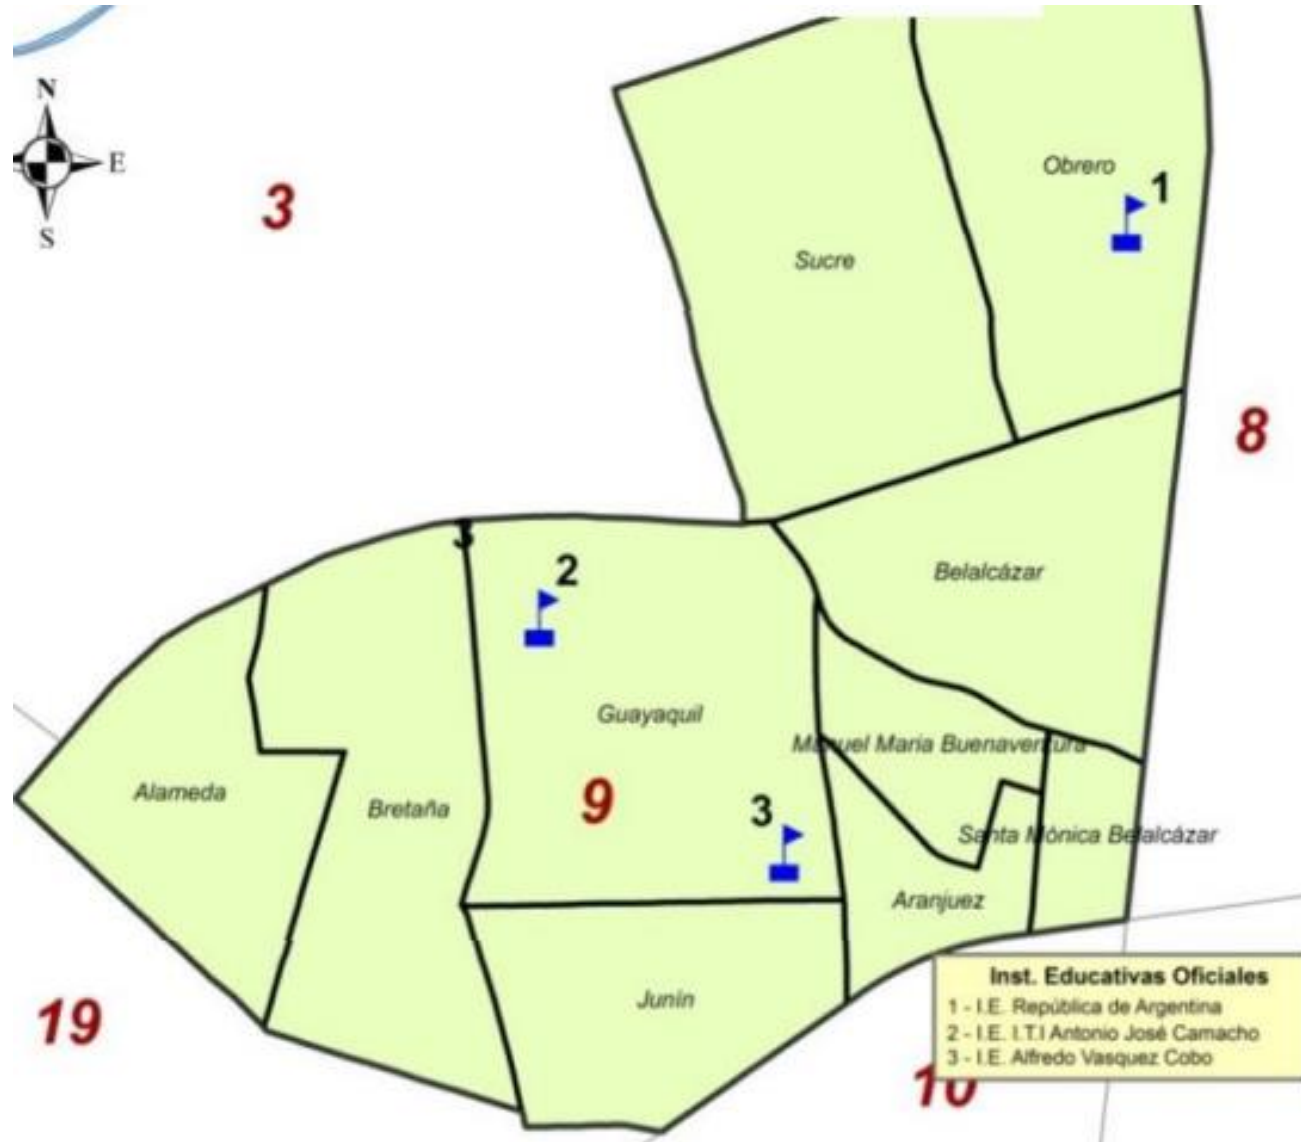 N
E
S
3
Obrero
1
Sucre
8
3
2
Belalcázar
Guayaquil
Manuel Maria Buenaventura
Alameda
Bretaña
9
3
Santa Mónica Belalcázar
Aranjuez
Junín
19
10
Inst. Educativas Oficiales
1 - I.E. República de Argentina
2 - I.E. I.T.I Antonio José Camacho
3 - I.E. Alfredo Vasquez Cobo